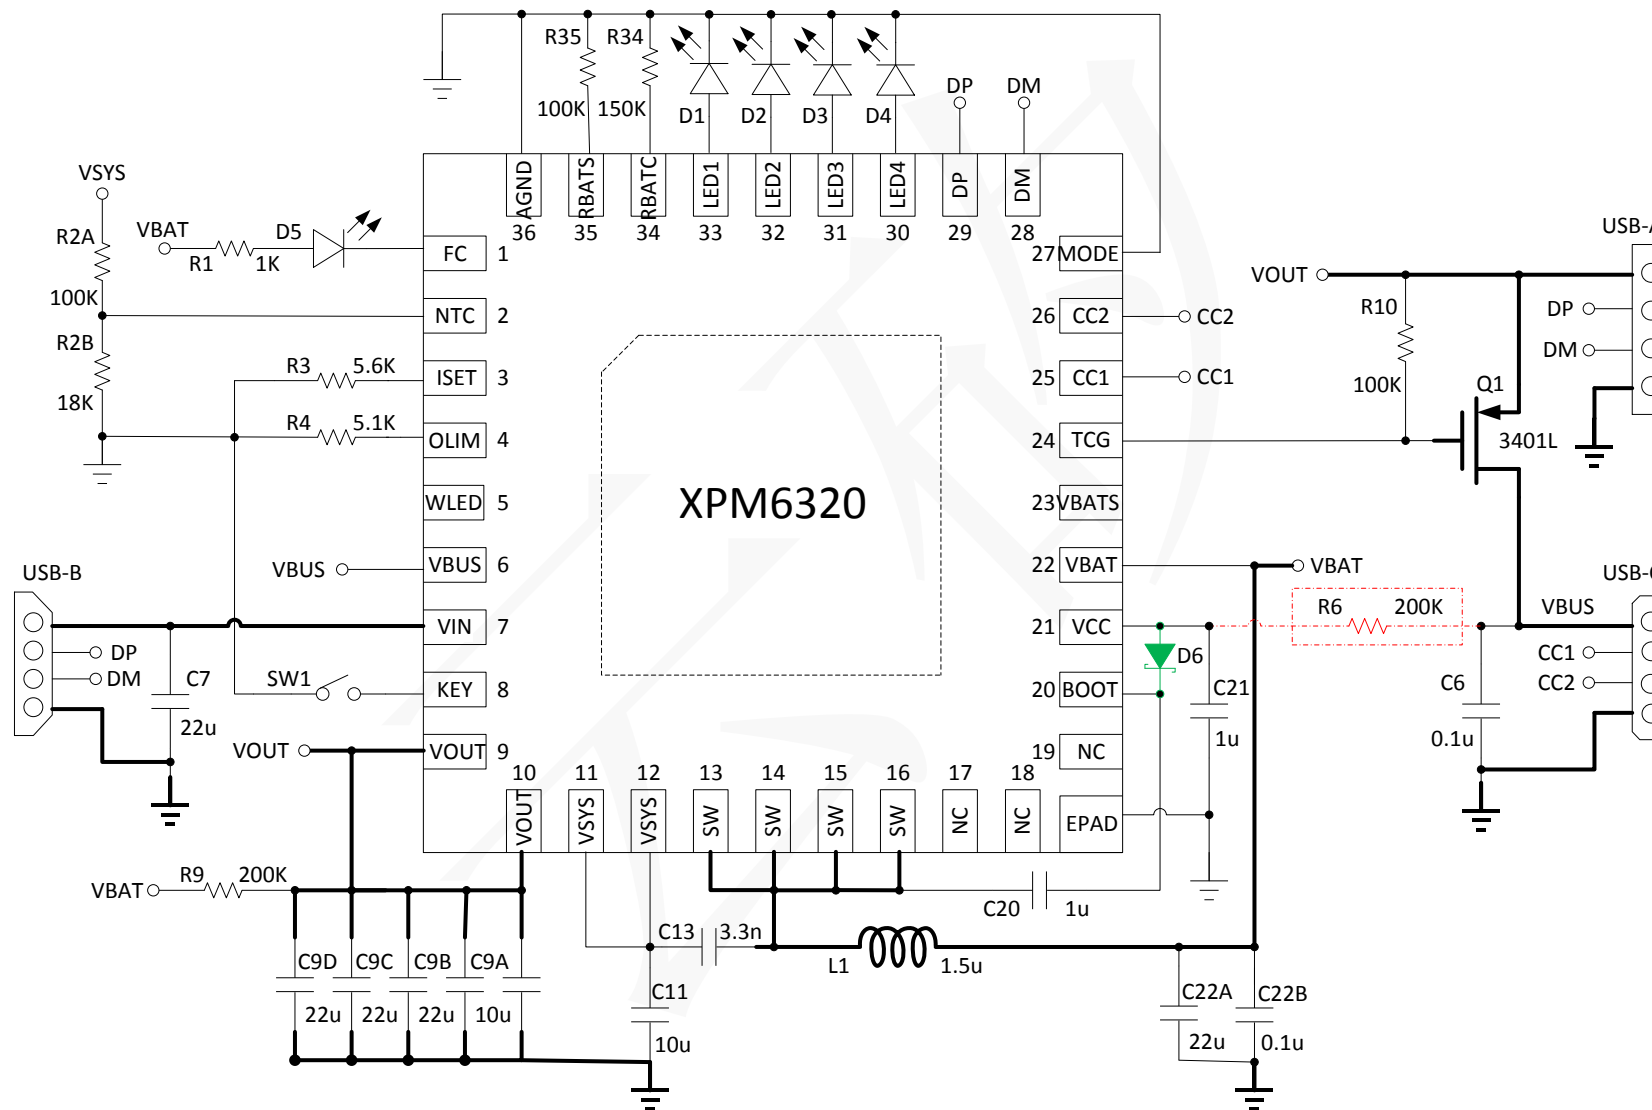 R35
R34
100K
150K
D1
D2
D3
D4
DP
DM
AGND
RBATS
RBATC
LED1
LED2
LED3
LED4
DP
DM
36
35
34
33
32
31
30
29
28
VSYS
R2A
100K
R2B
18K
VBAT
R1
1K
D5
FC
1
NTC
2
R3
5.6K
ISET
3
R4
5.1K
OLIM
4
WLED
5
VBUS
VBUS
6
USB-B
VIN
7
DP
DM
C7
22u
SW1
KEY
8
VOUT
VOUT
9
XPM6320
27
MODE
26
CC2
CC2
25
CC1
CC1
24
TCG
23
VBATS
22
VBAT
VBAT
21
VCC
20
BOOT
19
NC
EPAD
D6
C21
1u
R6
200K
VOUT
R10
100K
Q1
3401L
DP
DM
VBUS
CC1
CC2
C6
0.1u
10
11
12
13
14
15
16
17
18
VOUT
VSYS
VSYS
SW
SW
SW
SW
NC
NC
VBAT
R9
200K
C9D
C9C
C9B
C9A
22u
22u
22u
10u
C13
3.3n
C11
10u
C20
1u
L1
1.5u
C22A
22u
C22B
0.1u